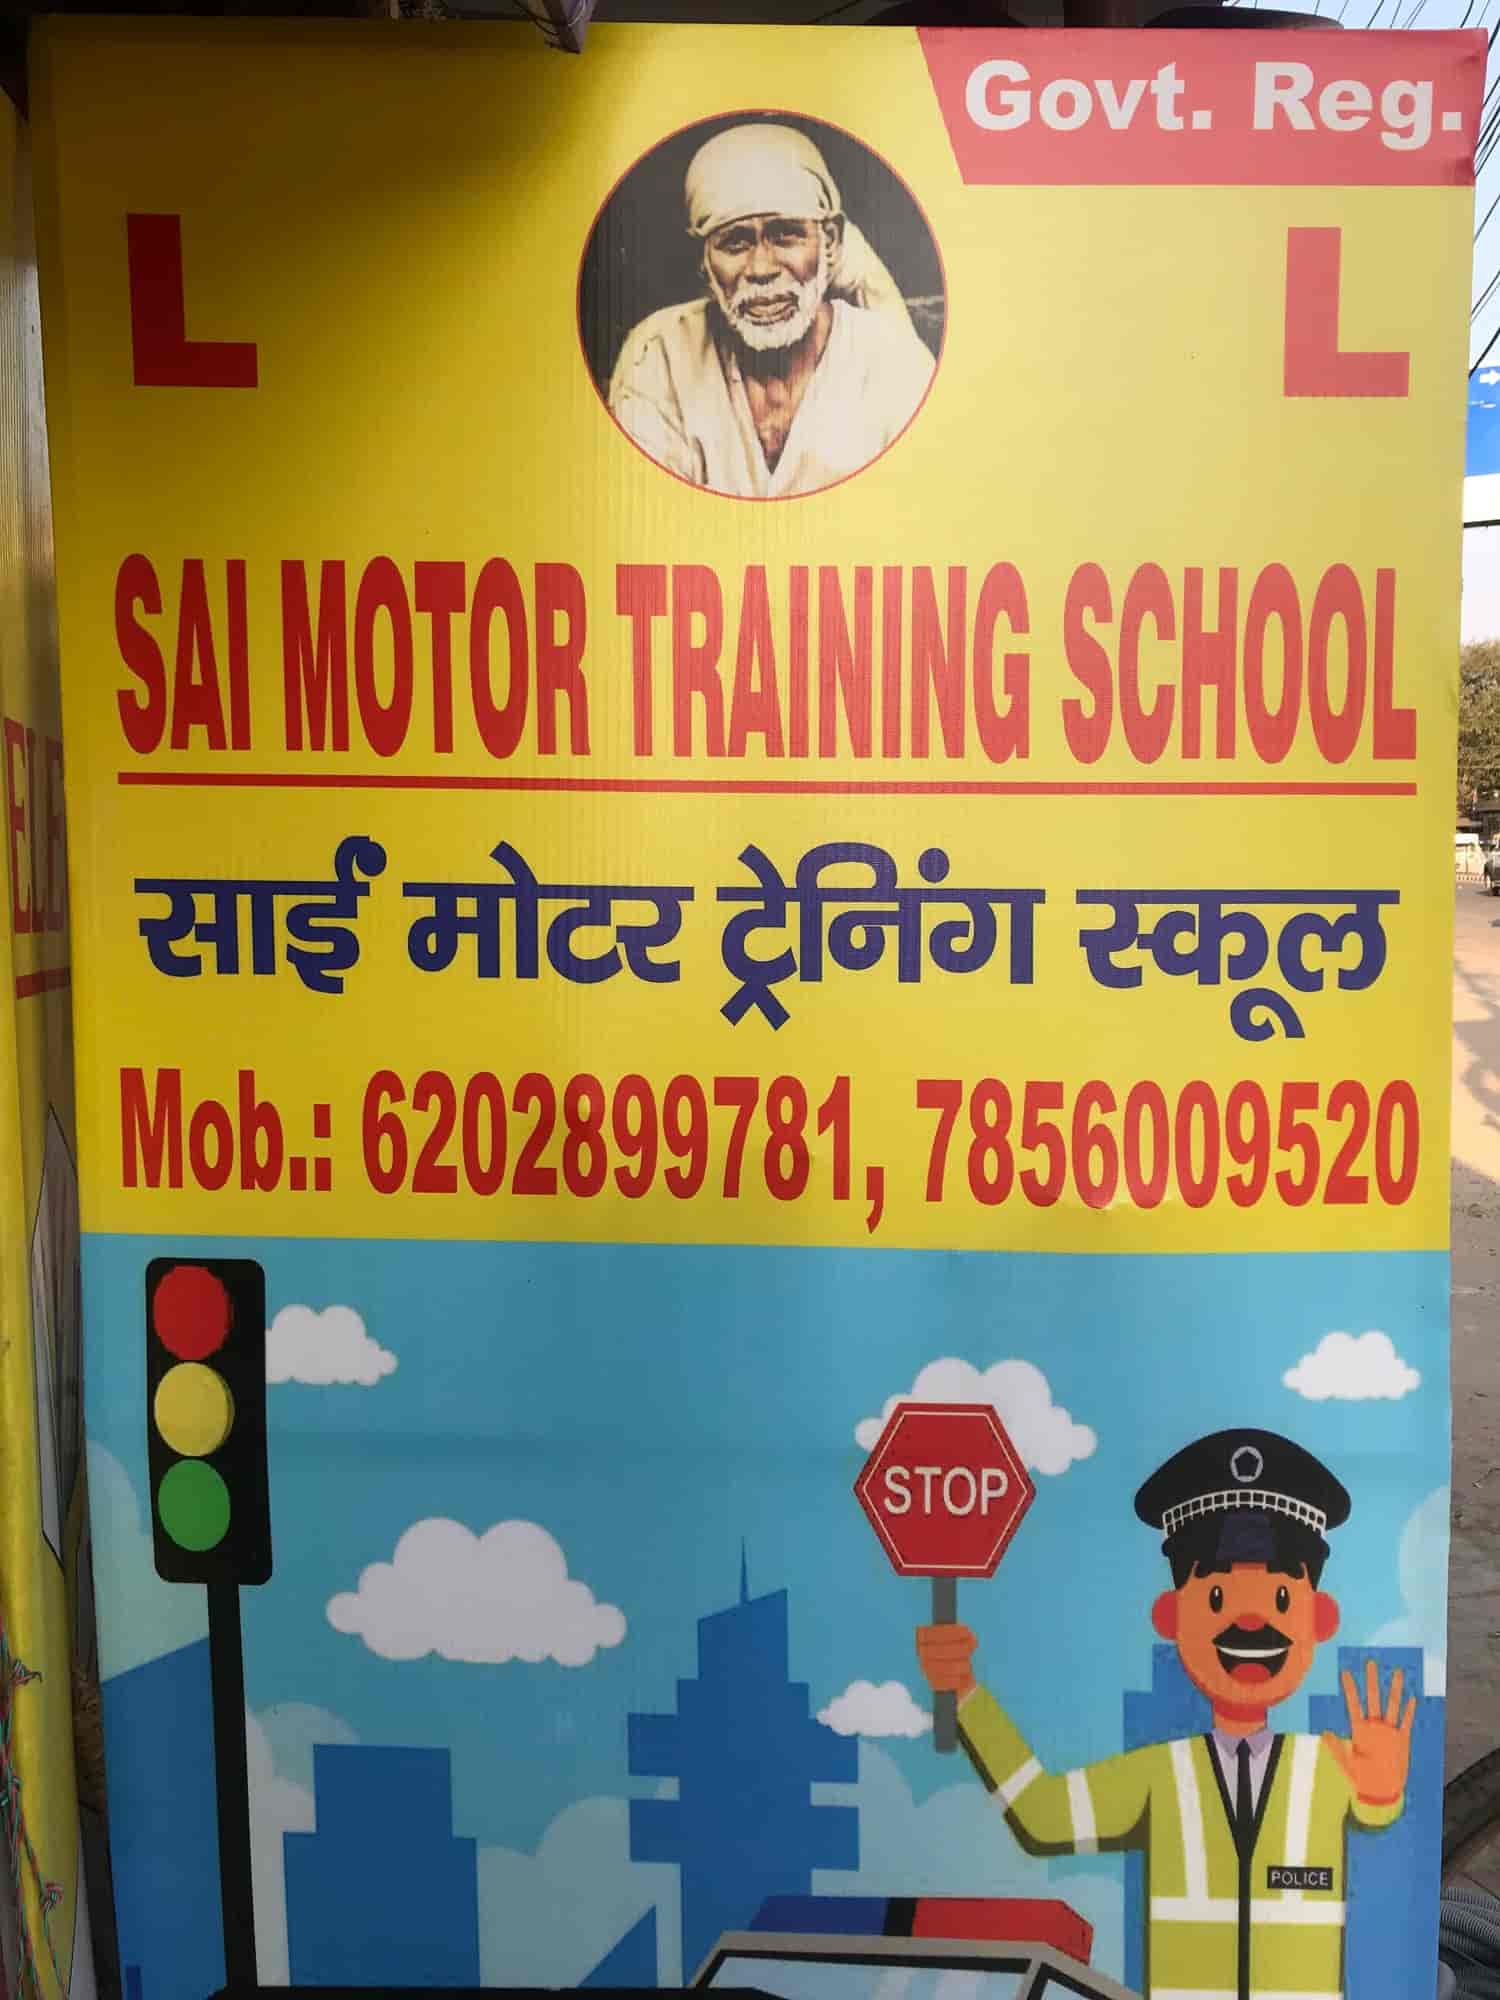 Govt. Reg.
L L
SAI MOTOR TRAINING SCHOOL
साईं मोटर ट्रेनिंग स्कूल
Mob.: 6202899781, 7856009520
STOP
POLICE